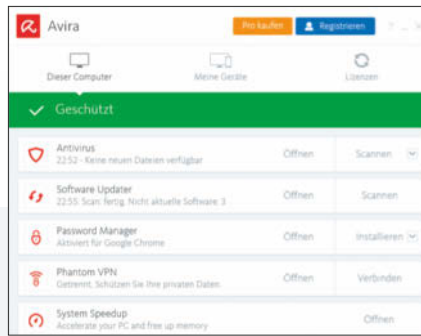 Avira
Pro kaufen
Registrieren
?
Dieser Computer
Meine Geräte
Lizenzen
Geschützt
Antivirus
Öffnen
Scannen
22:52 - Keine neuen Dateien verfügbar
Software Updater
Öffnen
Scannen
22:55: Scan: fertig. Nicht aktuelle Software: 3
Password Manager
Öffnen
Installieren
Aktiviert für Google Chrome
Phantom VPN
Öffnen
Verbinden
Getrennt. Schützen Sie Ihre privaten Daten.
System Speedup
Öffnen
Accelerate your PC and free up memory